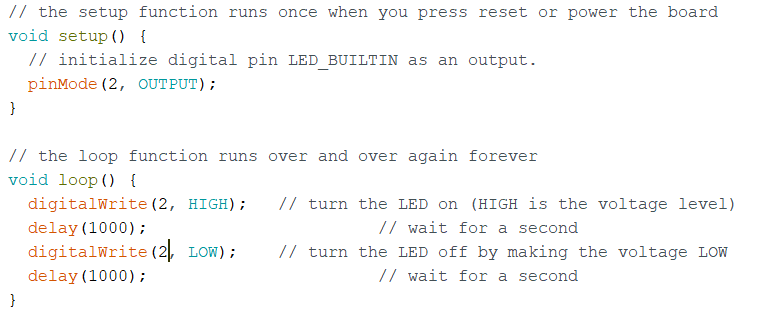 // the setup function runs once when you press reset or power the board
void setup() {
  // initialize digital pin LED_BUILTIN as an output.
  pinMode(2, OUTPUT);
}

// the loop function runs over and over again forever
void loop() {
  digitalWrite(2, HIGH);   // turn the LED on (HIGH is the voltage level)
  delay(1000);                       // wait for a second
  digitalWrite(2, LOW);    // turn the LED off by making the voltage LOW
  delay(1000);                       // wait for a second
}